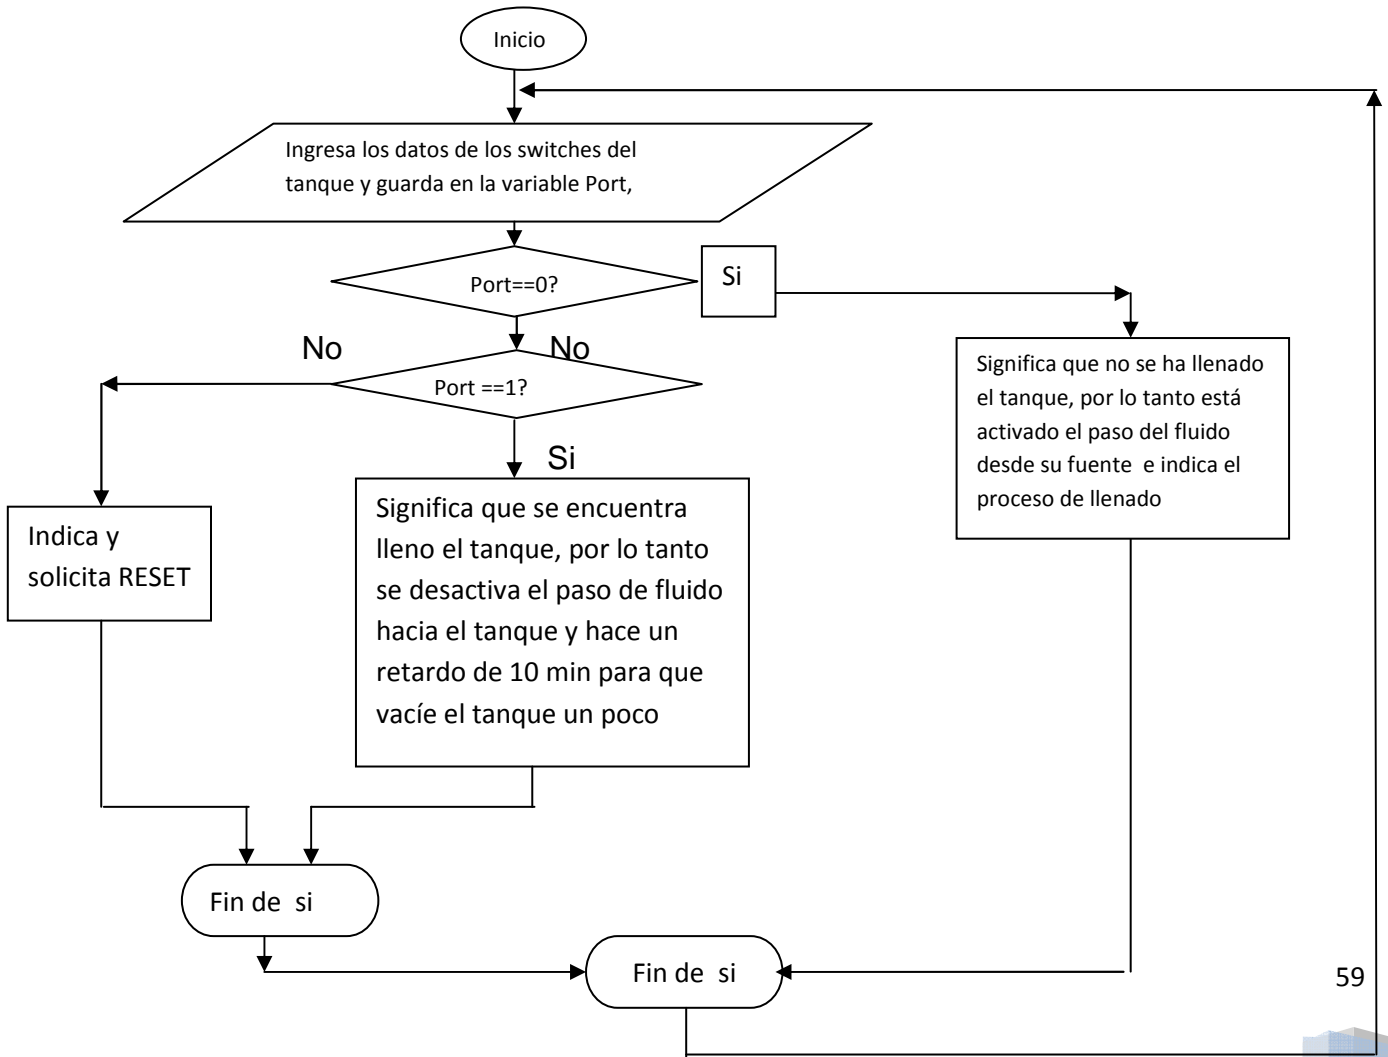 Inicio
Ingresa los datos de los switches del
tanque y guarda en la variable Port,
Port==0?
Si
No
No
Port ==1?
Si
Significa que no se ha llenado
el tanque, por lo tanto está
activado el paso del fluido
desde su fuente e indica el
proceso de llenado
Indica y
solicita RESET
Significa que se encuentra
lleno el tanque, por lo tanto
se desactiva el paso de fluido
hacia el tanque y hace un
retardo de 10 min para que
vacíe el tanque un poco
Fin de si
Fin de si
59